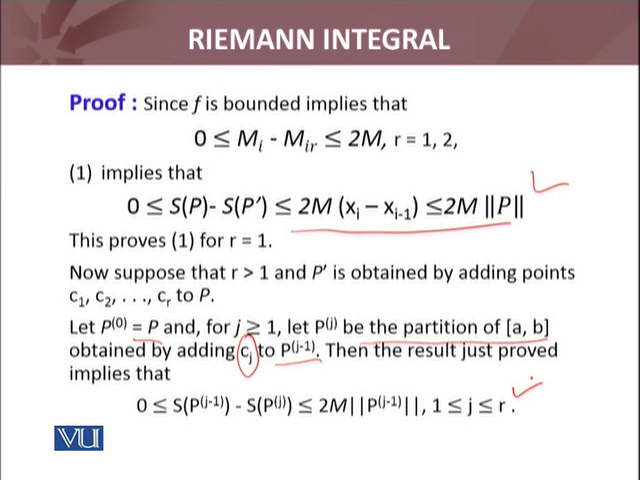 RIEMANN INTEGRAL
Proof : Since f is bounded implies that
0 ≤ Mᵢ - Mᵢᵣ ≤ 2M, r = 1, 2,
(1) implies that
0 ≤ S(P)- S(P′) ≤ 2M (xᵢ – xᵢ₋₁) ≤2M ||P||
This proves (1) for r = 1.
Now suppose that r > 1 and P′ is obtained by adding points
c₁, c₂, . . ., cᵣ to P.
Let P⁽⁰⁾ = P and, for j ≥ 1, let P⁽ʲ⁾ be the partition of [a, b]
obtained by adding cⱼ to P⁽ʲ⁻¹⁾. Then the result just proved
implies that
0 ≤ S(P⁽ʲ⁻¹⁾) - S(P⁽ʲ⁾) ≤ 2M||P⁽ʲ⁻¹⁾||, 1 ≤ j ≤ r .
VU